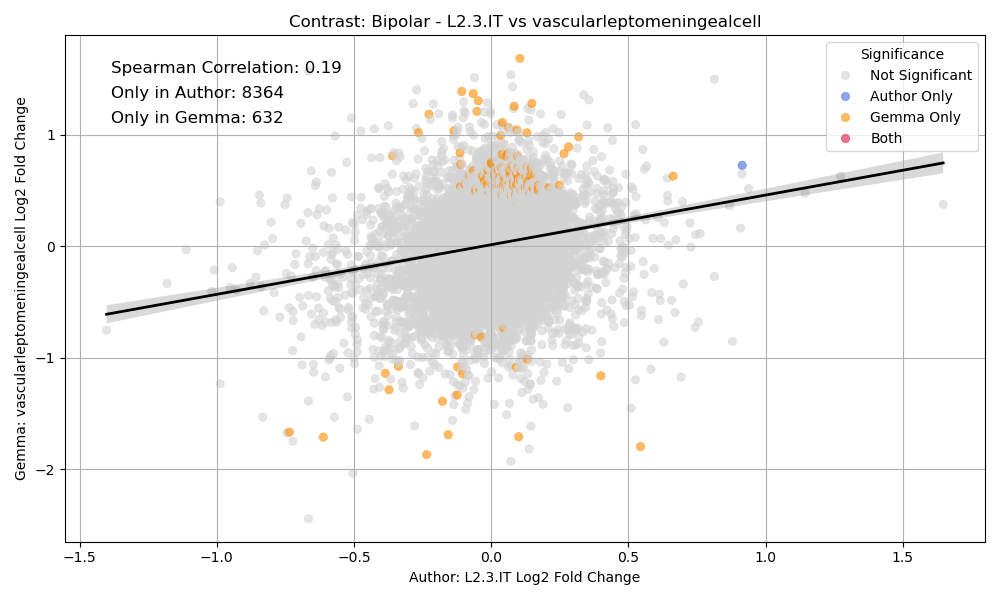 Contrast: Bipolar - L2.3.IT vs vascularleptomeningealcell
Spearman Correlation: 0.19
Only in Author: 8364
Only in Gemma: 632
Significance
Not Significant
Author Only
Gemma Only
Both
Gemma: vascularleptomeningealcell Log2 Fold Change
1
0
−1
−2
−1.5
−1.0
−0.5
0.0
0.5
1.0
1.5
Author: L2.3.IT Log2 Fold Change